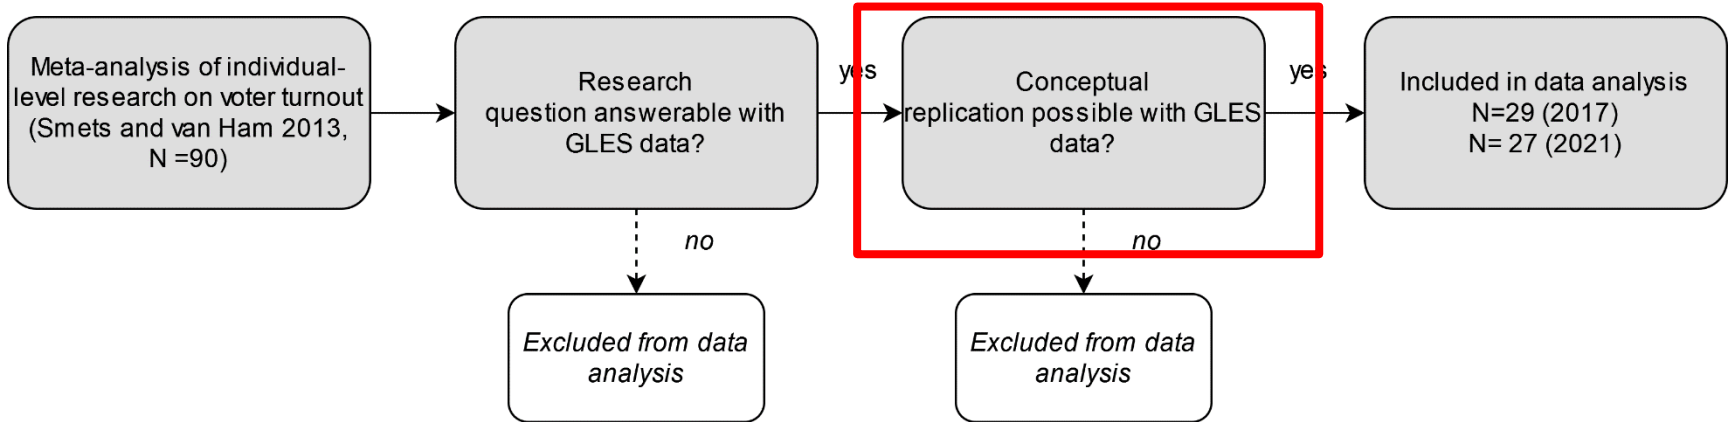 Meta-analysis of individual-
level research on voter turnout
(Smets and van Ham 2013,
N =90)
Research
question answerable with
GLES data?
yes
Conceptual
replication possible with GLES
data?
yes
Included in data analysis
N=29 (2017)
N= 27 (2021)
no
no
Excluded from data
analysis
Excluded from data
analysis